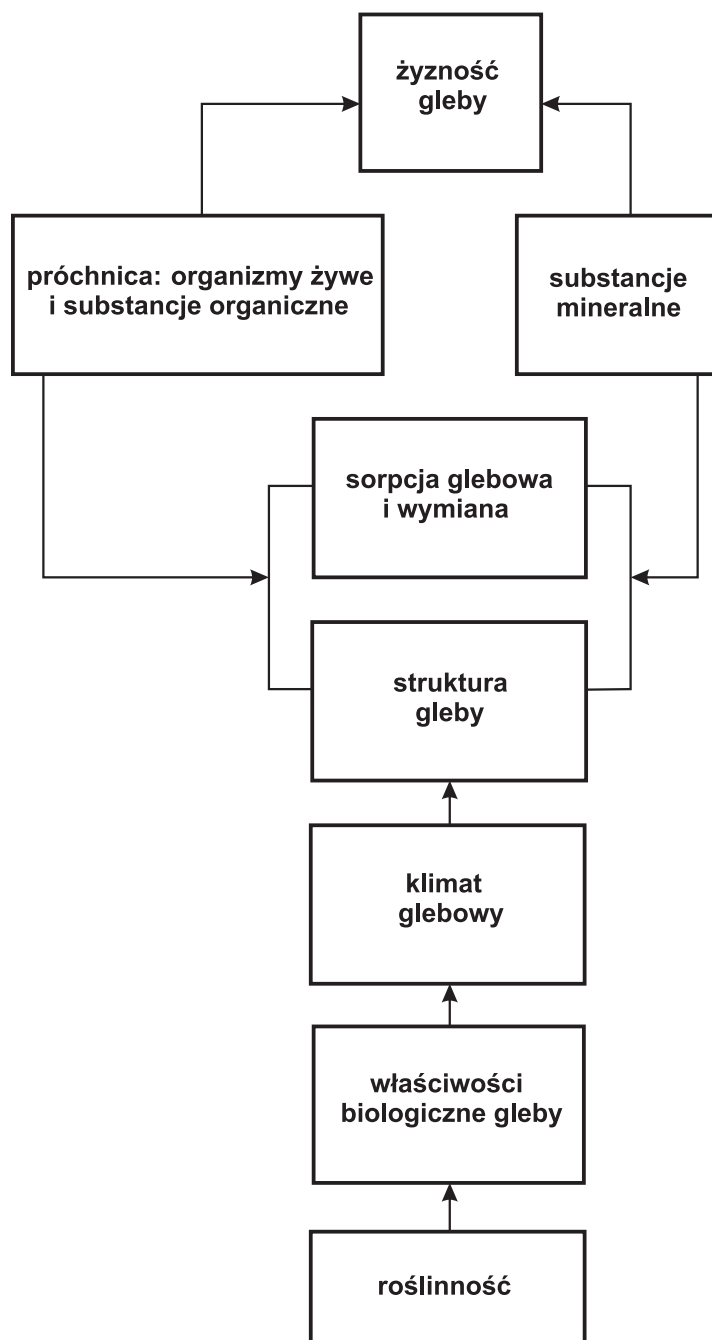 żyzność
gleby
próchnica: organizmy żywe
i substancje organiczne
substancje
mineralne
sorpcja glebowa
i wymiana
struktura
gleby
klimat
glebowy
właściwości
biologiczne gleby
roślinność